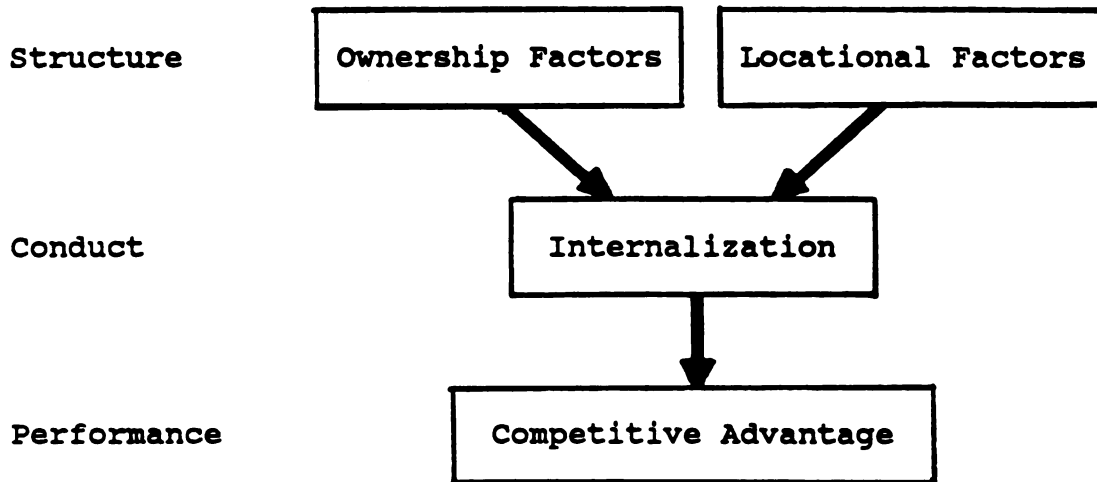 Structure Ownership Factors Locational Factors
Conduct Internalization
Performance Competitive Advantage